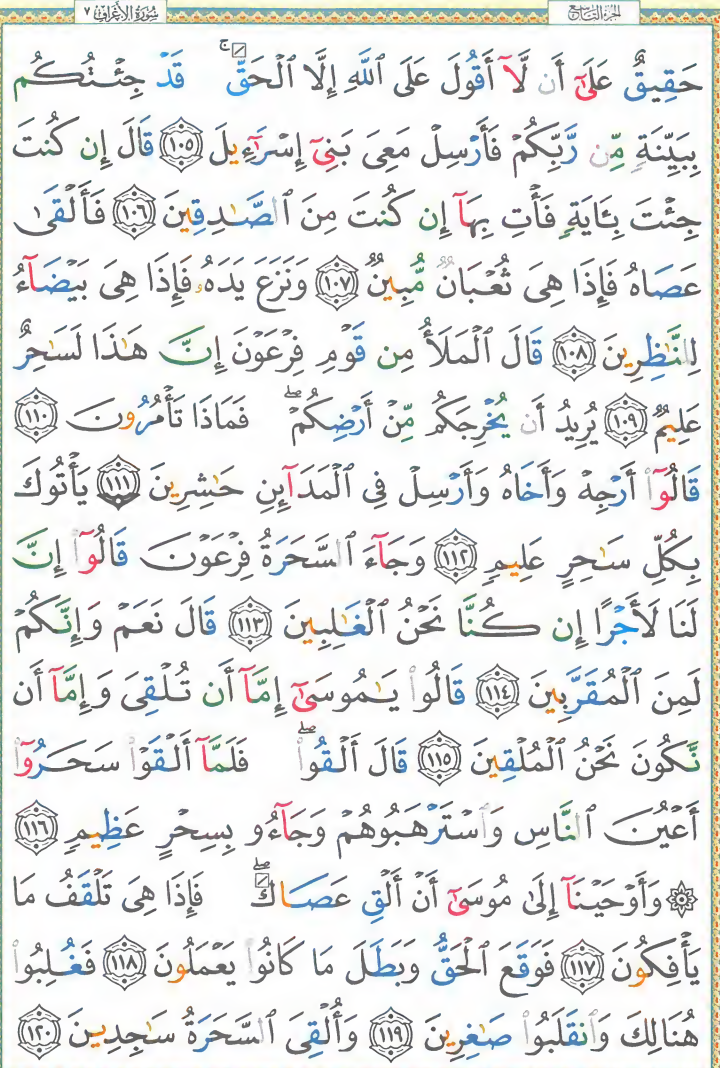 سُورَةُ الأَعْرَافِ ٧ الجزء التاسع
حَقِيقٌ عَلَىٰٓ أَن لَّآ أَقُولَ عَلَى ٱللَّهِ إِلَّا ٱلْحَقَّ ۚ قَدْ جِئْتُكُم
بِبَيِّنَةٍ مِّن رَّبِّكُمْ فَأَرْسِلْ مَعِىَ بَنِىٓ إِسْرَٰٓءِيلَ ١٠٥ قَالَ إِن كُنتَ
جِئْتَ بِـَٔايَةٍ فَأْتِ بِهَآ إِن كُنتَ مِنَ ٱلصَّـٰدِقِينَ ١٠٦ فَأَلْقَىٰ
عَصَاهُ فَإِذَا هِىَ ثُعْبَانٌ مُّبِينٌ ١٠٧ وَنَزَعَ يَدَهُۥ فَإِذَا هِىَ بَيْضَآءُ
لِلنَّـٰظِرِينَ ١٠٨ قَالَ ٱلْمَلَأُ مِن قَوْمِ فِرْعَوْنَ إِنَّ هَـٰذَا لَسَـٰحِرٌ
عَلِيمٌ ١٠٩ يُرِيدُ أَن يُخْرِجَكُم مِّنْ أَرْضِكُمْ ۖ فَمَاذَا تَأْمُرُونَ ١١٠
قَالُوٓا۟ أَرْجِهْ وَأَخَاهُ وَأَرْسِلْ فِى ٱلْمَدَآئِنِ حَـٰشِرِينَ ١١١ يَأْتُوكَ
بِكُلِّ سَـٰحِرٍ عَلِيمٍ ١١٢ وَجَآءَ ٱلسَّحَرَةُ فِرْعَوْنَ قَالُوٓا۟ إِنَّ
لَنَا لَأَجْرًا إِن كُنَّا نَحْنُ ٱلْغَـٰلِبِينَ ١١٣ قَالَ نَعَمْ وَإِنَّكُمْ
لَمِنَ ٱلْمُقَرَّبِينَ ١١٤ قَالُوا۟ يَـٰمُوسَىٰٓ إِمَّآ أَن تُلْقِىَ وَإِمَّآ أَن
نَّكُونَ نَحْنُ ٱلْمُلْقِينَ ١١٥ قَالَ أَلْقُوا۟ ۖ فَلَمَّآ أَلْقَوْا۟ سَحَرُوٓا۟
أَعْيُنَ ٱلنَّاسِ وَٱسْتَرْهَبُوهُمْ وَجَآءُو بِسِحْرٍ عَظِيمٍ ١١٦
۞ وَأَوْحَيْنَآ إِلَىٰ مُوسَىٰٓ أَنْ أَلْقِ عَصَاكَ ۖ فَإِذَا هِىَ تَلْقَفُ مَا
يَأْفِكُونَ ١١٧ فَوَقَعَ ٱلْحَقُّ وَبَطَلَ مَا كَانُوا۟ يَعْمَلُونَ ١١٨ فَغُلِبُوا۟
هُنَالِكَ وَٱنقَلَبُوا۟ صَـٰغِرِينَ ١١٩ وَأُلْقِىَ ٱلسَّحَرَةُ سَـٰجِدِينَ ١٢٠